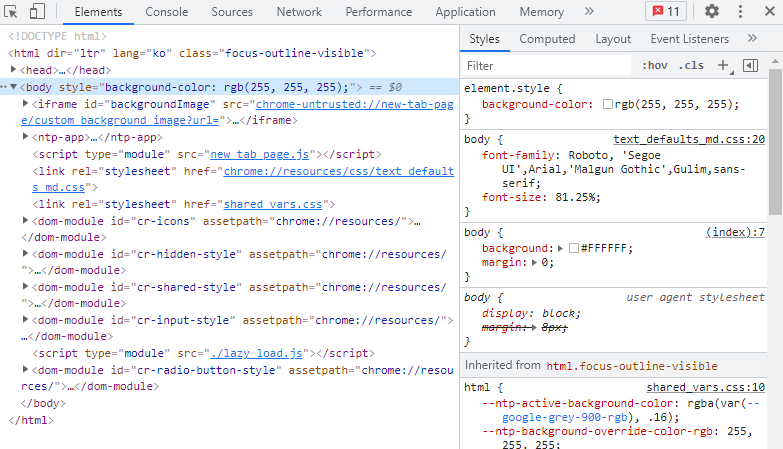 Elements Console Sources Network Performance Application Memory » 11
<!DOCTYPE html>
<html dir="ltr" lang="ko" class="focus-outline-visible">
<head>…</head>
<body style="background-color: rgb(255, 255, 255);"> == $0
<iframe id="backgroundImage" src="chrome-untrusted://new-tab-pag
e/custom_background_image?url=">…</iframe>
<ntp-app>…</ntp-app>
<script type="module" src="new_tab_page.js"></script>
<link rel="stylesheet" href="chrome://resources/css/text_default
s_md.css">
<link rel="stylesheet" href="shared_vars.css">
<dom-module id="cr-icons" assetpath="chrome://resources/">…
</dom-module>
<dom-module id="cr-hidden-style" assetpath="chrome://resources/
">…</dom-module>
<dom-module id="cr-shared-style" assetpath="chrome://resources/
">…</dom-module>
<dom-module id="cr-input-style" assetpath="chrome://resources/">
…</dom-module>
<script type="module" src="./lazy_load.js"></script>
<dom-module id="cr-radio-button-style" assetpath="chrome://resou
rces/">…</dom-module>
</body>
</html>
Styles Computed Layout Event Listeners »
Filter :hov .cls +
element.style {
background-color: rgb(255, 255, 255);
}
body { text_defaults_md.css:20
font-family: Roboto, 'Segoe
UI',Arial,'Malgun Gothic',Gulim,sans-
serif;
font-size: 81.25%;
}
body { (index):7
background: #FFFFFF;
margin: 0;
}
body { user agent stylesheet
display: block;
margin: 8px;
}
Inherited from html.focus-outline-visible
html { shared_vars.css:10
--ntp-active-background-color: rgba(var(--
google-grey-900-rgb), .16);
--ntp-background-override-color-rgb: 255,
255, 255;